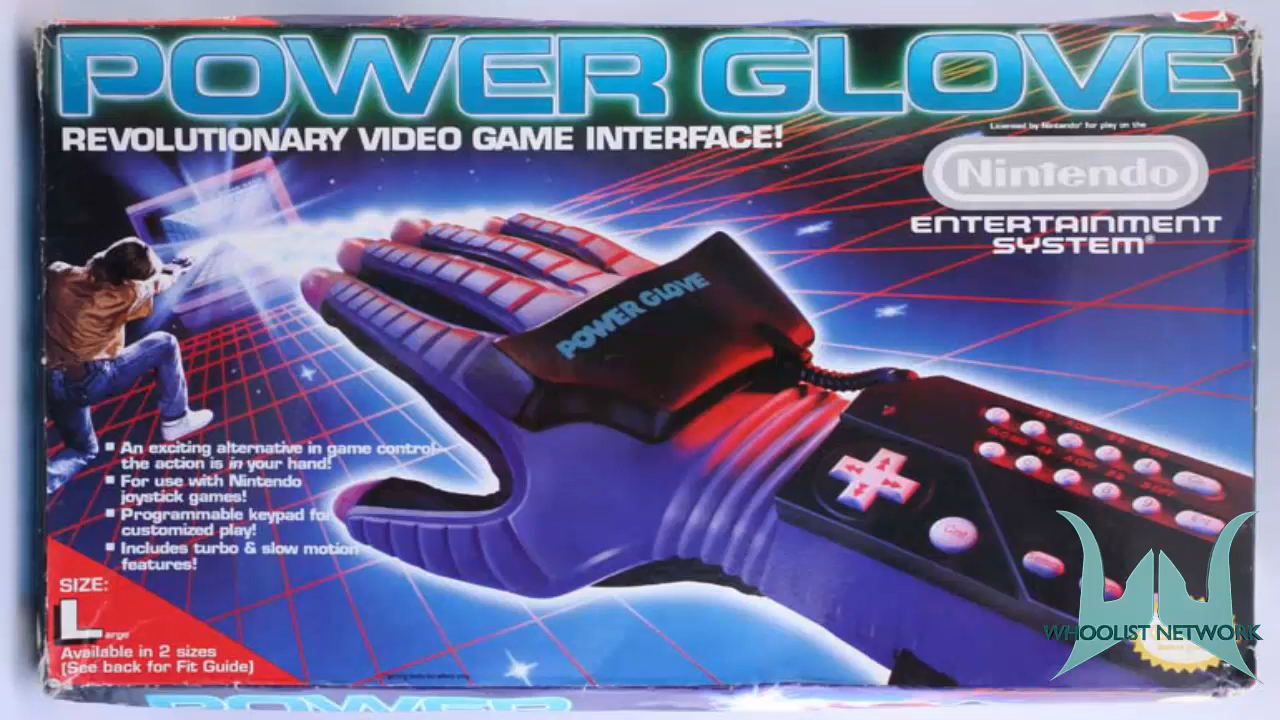 POWER GLOVE
REVOLUTIONARY VIDEO GAME INTERFACE!
Licensed by Nintendo® for play on the
Nintendo
ENTERTAINMENT
SYSTEM®
POWER GLOVE
▪ An exciting alternative in game control-
the action is in your hand!
▪ For use with Nintendo
joystick games!
▪ Programmable keypad for
customized play!
▪ Includes turbo & slow motion
features!
SIZE:
Large
Available in 2 sizes
(See back for Fit Guide)
WHOOLIST NETWORK
POWER